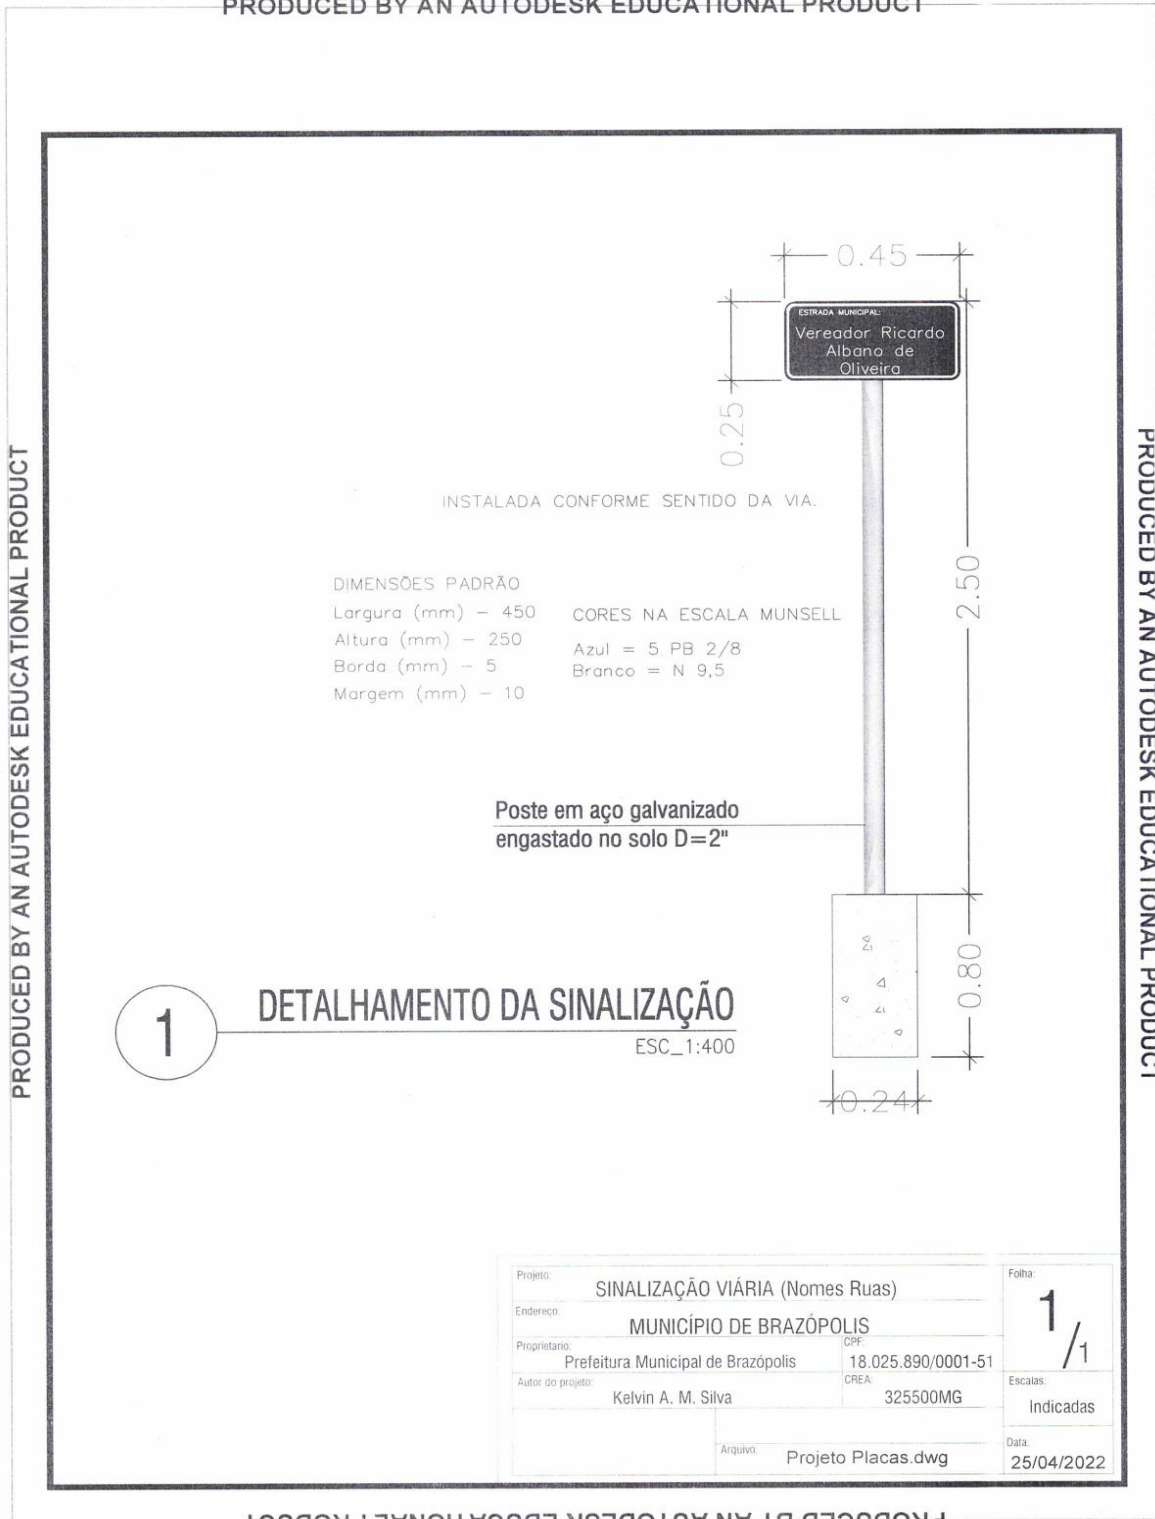 PRODUCED BY AN AUTODESK EDUCATIONAL PRODUCT
0.45
ESTRADA MUNICIPAL:
Vereador Ricardo
Albano de
Oliveira
0.25
INSTALADA CONFORME SENTIDO DA VIA.
2.50
DIMENSÕES PADRÃO
Largura (mm) – 450
Altura (mm) – 250
Borda (mm) – 5
Margem (mm) – 10
CORES NA ESCALA MUNSELL
Azul = 5 PB 2/8
Branco = N 9,5
Poste em aço galvanizado
engastado no solo D=2"
0.80
1
DETALHAMENTO DA SINALIZAÇÃO
ESC_1:400
0.24
Projeto:
SINALIZAÇÃO VIÁRIA (Nomes Ruas)
Endereço:
MUNICÍPIO DE BRAZÓPOLIS
Proprietario:
Prefeitura Municipal de Brazópolis
CPF:
18.025.890/0001-51
Autor do projeto:
Kelvin A. M. Silva
CREA:
325500MG
Arquivo:
Projeto Placas.dwg
Folha:
1/1
Escalas:
Indicadas
Data:
25/04/2022
PRODUCED BY AN AUTODESK EDUCATIONAL PRODUCT
PRODUCED BY AN AUTODESK EDUCATIONAL PRODUCT
PRODUCED BY AN AUTODESK EDUCATIONAL PRODUCT